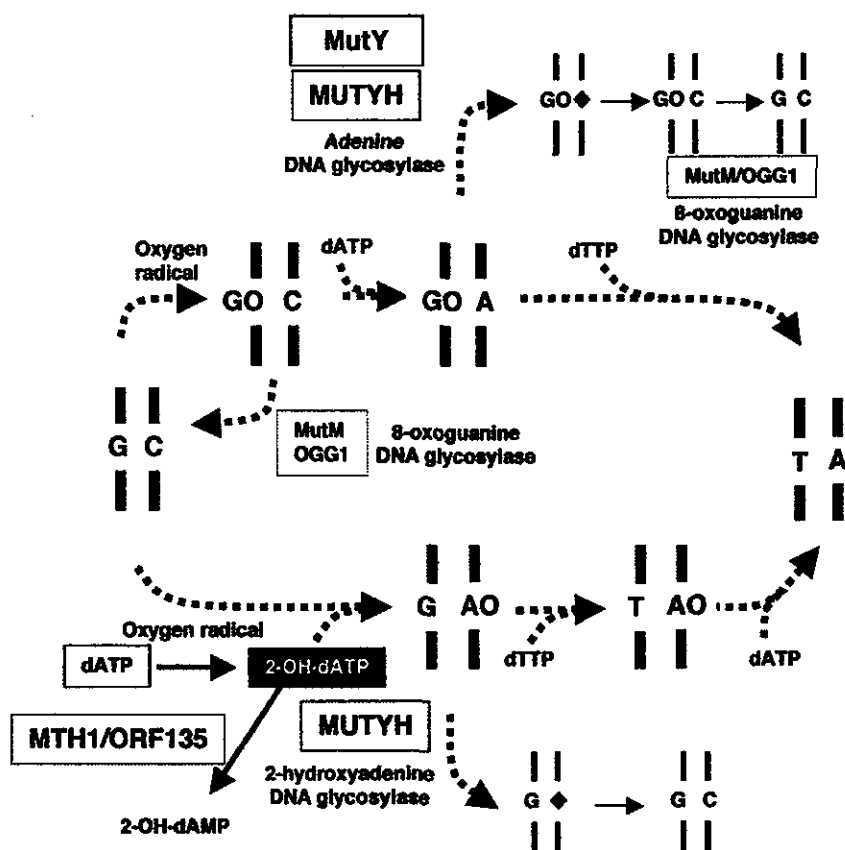 MutY
MUTYH
Adenine
DNA glycosylase
GO◆ GO C G C
MutM/OGG1
8-oxoguanine
DNA glycosylase
Oxygen
radical
dATP
dTTP
GO C
GO A
G C
MutM
OGG1
8-oxoguanine
DNA glycosylase
T A
G AO
T AO
Oxygen radical
dATP
2-OH-dATP
dTTP
dATP
MTH1/ORF135
MUTYH
2-hydroxyadenine
DNA glycosylase
G ◆ G C
2-OH-dAMP